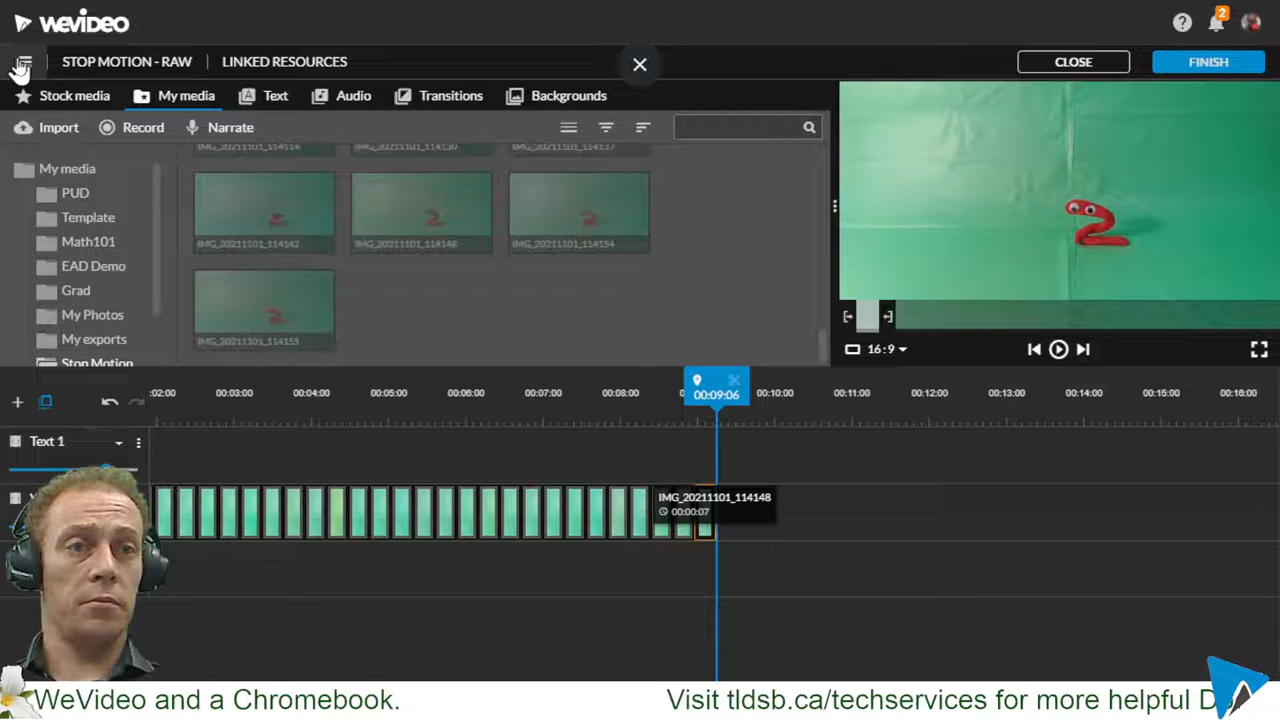 WEVIDEO
2
STOP MOTION - RAW
LINKED RESOURCES
CLOSE
FINISH
Stock media
My media
Text
Audio
Transitions
Backgrounds
Import
Record
Narrate
My media
PUD
Template
Math101
EAD Demo
Grad
My Photos
My exports
Stop Motion
IMG_20211101_114114
IMG_20211101_114130
IMG_20211101_114137
IMG_20211101_114142
IMG_20211101_114148
IMG_20211101_114154
IMG_20211101_114155
16:9
:02:00
00:03:00
00:04:00
00:05:00
00:06:00
00:07:00
00:08:00
00:09:06
00:10:00
00:11:00
00:12:00
00:13:00
00:14:00
00:15:00
00:16:00
Text 1
IMG_20211101_114148
00:00:07
WeVideo and a Chromebook.
Visit tldsb.ca/techservices for more helpful D